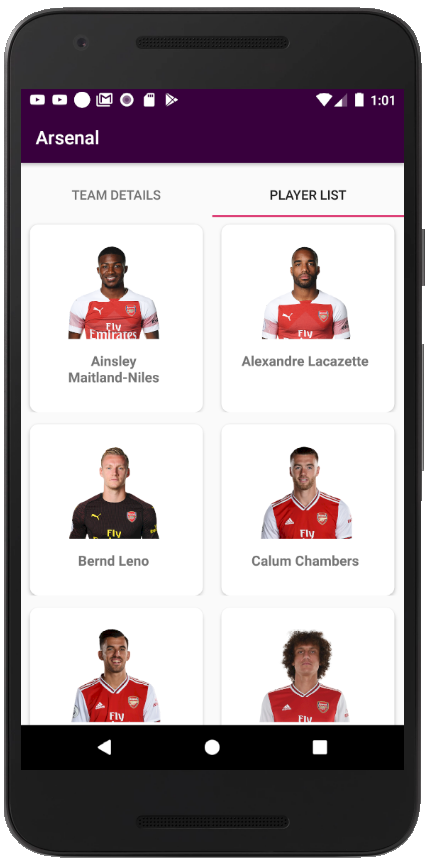 1:01
Arsenal
TEAM DETAILS
PLAYER LIST
Fly
Emirates
Fly
Ainsley
Maitland-Niles
Alexandre Lacazette
Fly
Fly
Bernd Leno
Calum Chambers
Fly
Fly